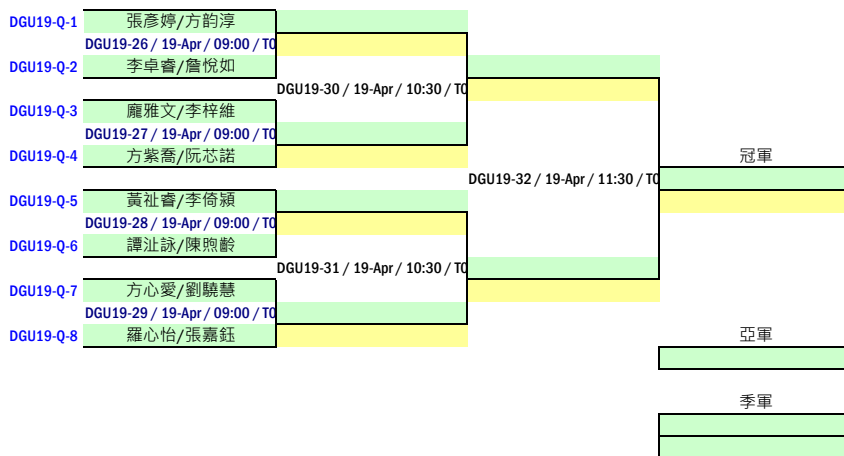 DGU19-Q-1 張彥婷/方韵淳
DGU19-26 / 19-Apr / 09:00 / T0
DGU19-Q-2 李卓睿/詹悅如
DGU19-30 / 19-Apr / 10:30 / T0
DGU19-Q-3 龐雅文/李梓維
DGU19-27 / 19-Apr / 09:00 / T0
DGU19-Q-4 方紫喬/阮芯諾
冠軍
DGU19-32 / 19-Apr / 11:30 / T0
DGU19-Q-5 黃祉睿/李倚潁
DGU19-28 / 19-Apr / 09:00 / T0
DGU19-Q-6 譚沚詠/陳煦齡
DGU19-31 / 19-Apr / 10:30 / T0
DGU19-Q-7 方心愛/劉驍慧
DGU19-29 / 19-Apr / 09:00 / T0
DGU19-Q-8 羅心怡/張嘉鈺
亞軍
季軍